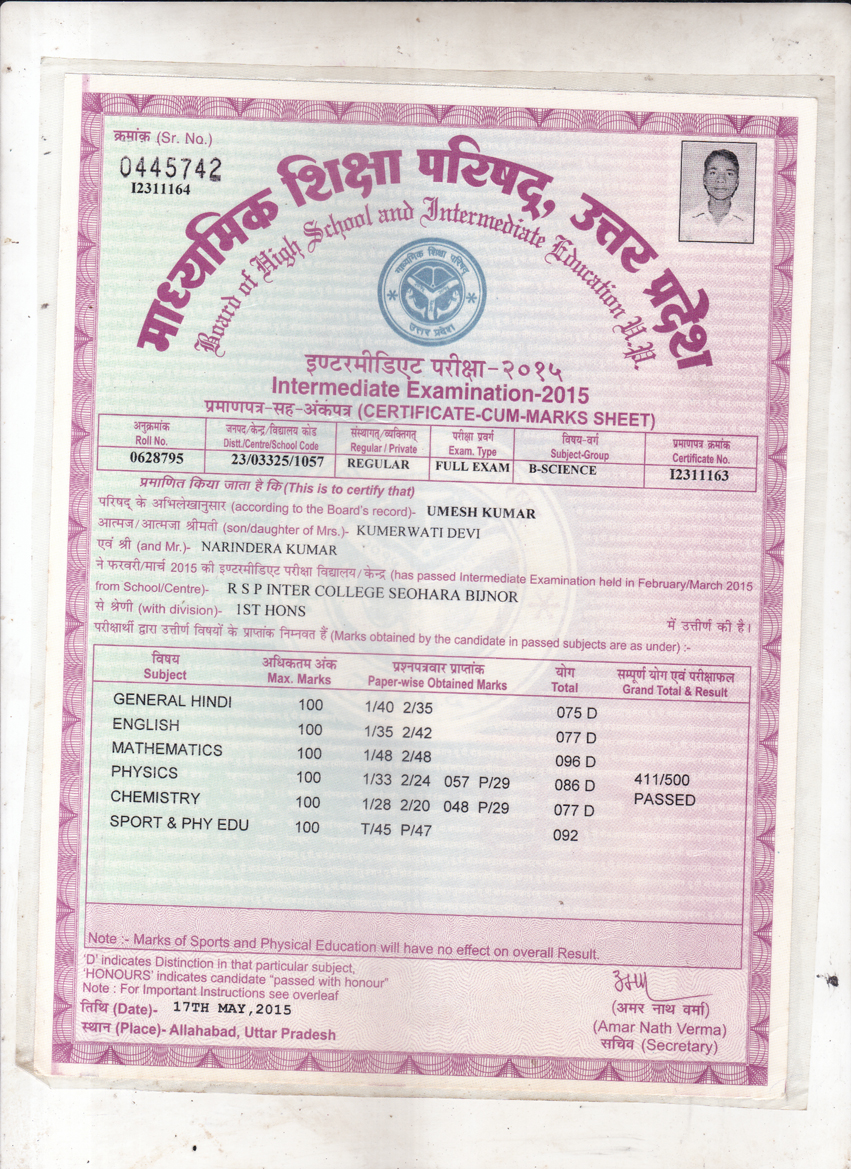 क्रमांक (Sr. No.)
0445742
I2311164
माध्यमिक शिक्षा परिषद्, उत्तर प्रदेश
Board of High School and Intermediate Education U.P.
माध्यमिक शिक्षा परिषद
उत्तर प्रदेश
इण्टरमीडिएट परीक्षा-२०१५
Intermediate Examination-2015
प्रमाणपत्र-सह-अंकपत्र (CERTIFICATE-CUM-MARKS SHEET)
अनुक्रमांक जनपद/केन्द्र/विद्यालय कोड संस्थागत/व्यक्तिगत परीक्षा प्रवर्ग विषय-वर्ग प्रमाणपत्र क्रमांक
Roll No. Distt./Centre/School Code Regular / Private Exam. Type Subject-Group Certificate No.
0628795 23/03325/1057 REGULAR FULL EXAM B-SCIENCE I2311163
प्रमाणित किया जाता है कि (This is to certify that)
परिषद के अभिलेखानुसार (according to the Board's record)- UMESH KUMAR
आत्मज/आत्मजा श्रीमती (son/daughter of Mrs.)- KUMERWATI DEVI
एवं श्री (and Mr.)- NARINDERA KUMAR
ने फरवरी/मार्च 2015 की इण्टरमीडिएट परीक्षा विद्यालय/केन्द्र (has passed Intermediate Examination held in February/March 2015
from School/Centre)- R S P INTER COLLEGE SEOHARA BIJNOR
से श्रेणी (with division)- 1ST HONS में उत्तीर्ण की है।
परीक्षार्थी द्वारा उत्तीर्ण विषयों के प्राप्तांक निम्नवत हैं (Marks obtained by the candidate in passed subjects are as under) :-
विषय अधिकतम अंक प्रश्नपत्रवार प्राप्तांक योग सम्पूर्ण योग एवं परीक्षाफल
Subject Max. Marks Paper-wise Obtained Marks Total Grand Total & Result
GENERAL HINDI 100 1/40 2/35 075 D
ENGLISH 100 1/35 2/42 077 D
MATHEMATICS 100 1/48 2/48 096 D
PHYSICS 100 1/33 2/24 057 P/29 086 D 411/500
CHEMISTRY 100 1/28 2/20 048 P/29 077 D PASSED
SPORT & PHY EDU 100 T/45 P/47 092
Note :- Marks of Sports and Physical Education will have no effect on overall Result.
'D' indicates Distinction in that particular subject,
'HONOURS' indicates candidate "passed with honour"
Note : For Important Instructions see overleaf
तिथि (Date)- 17TH MAY,2015
स्थान (Place)- Allahabad, Uttar Pradesh
(अमर नाथ वर्मा)
(Amar Nath Verma)
सचिव (Secretary)